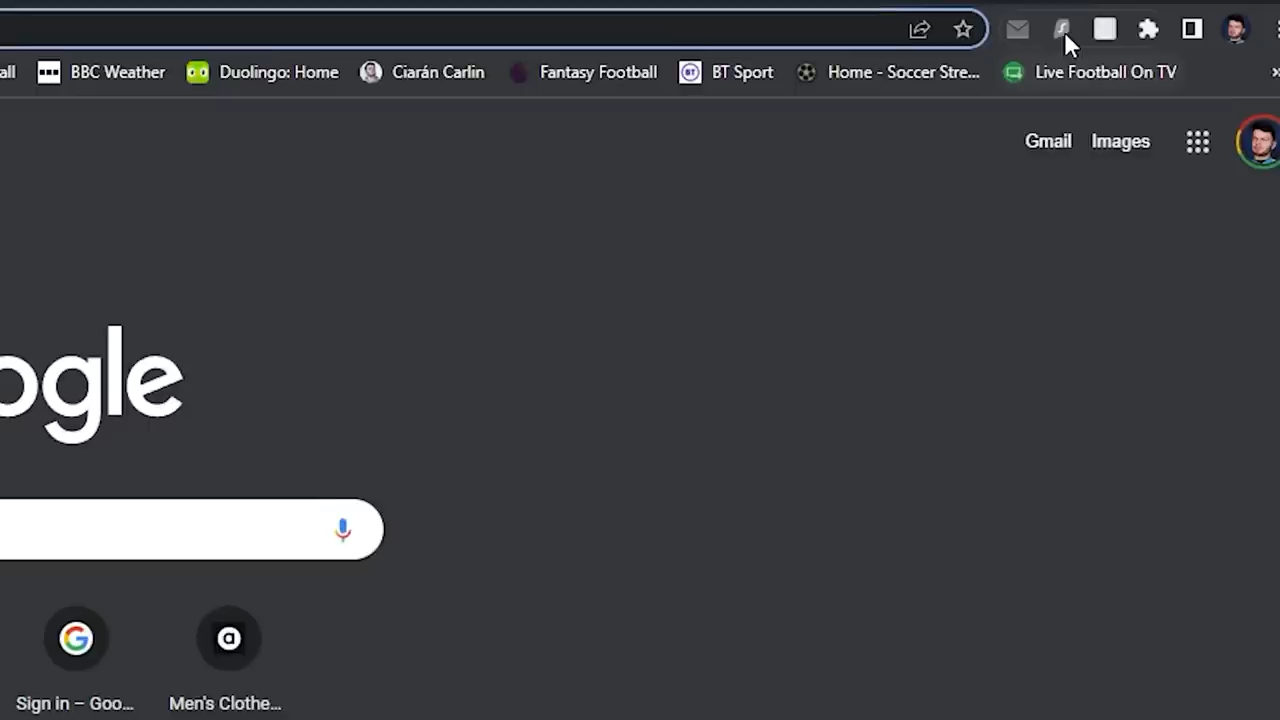 all BBC Weather Duolingo: Home Ciarán Carlin Fantasy Football BT Sport Home - Soccer Stre... Live Football On TV »
Gmail Images
ogle
Sign in – Goo... Men's Clothe...